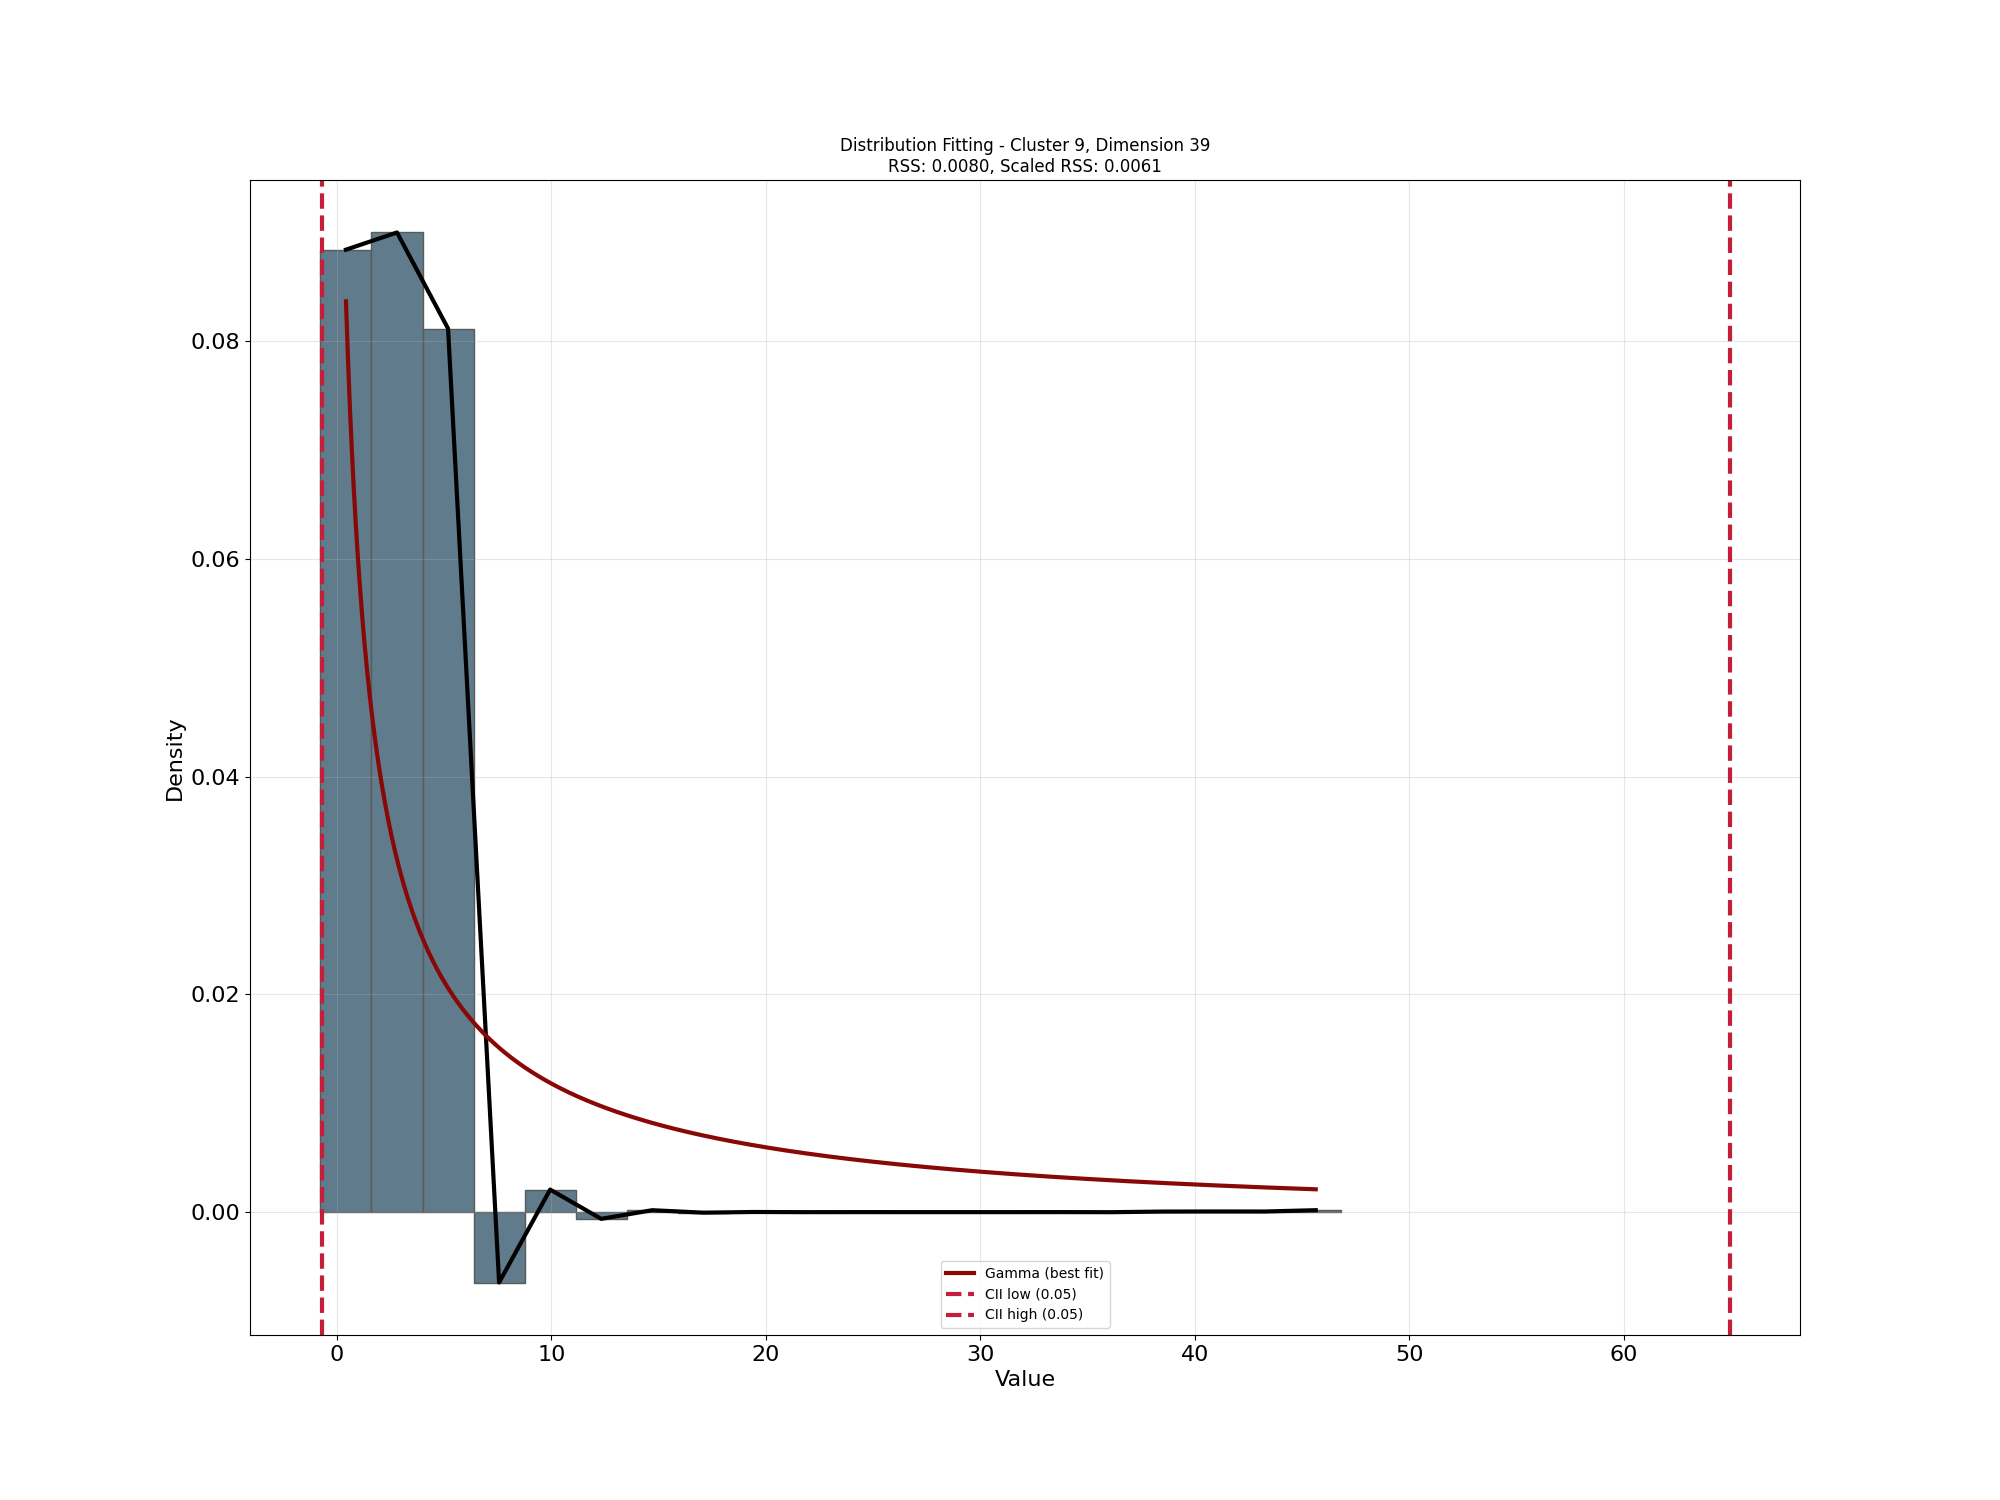 Distribution Fitting - Cluster 9, Dimension 39
RSS: 0.0080, Scaled RSS: 0.0061
Density
0.08
0.06
0.04
0.02
0.00
Gamma (best fit)
CII low (0.05)
CII high (0.05)
0 10 20 30 40 50 60
Value